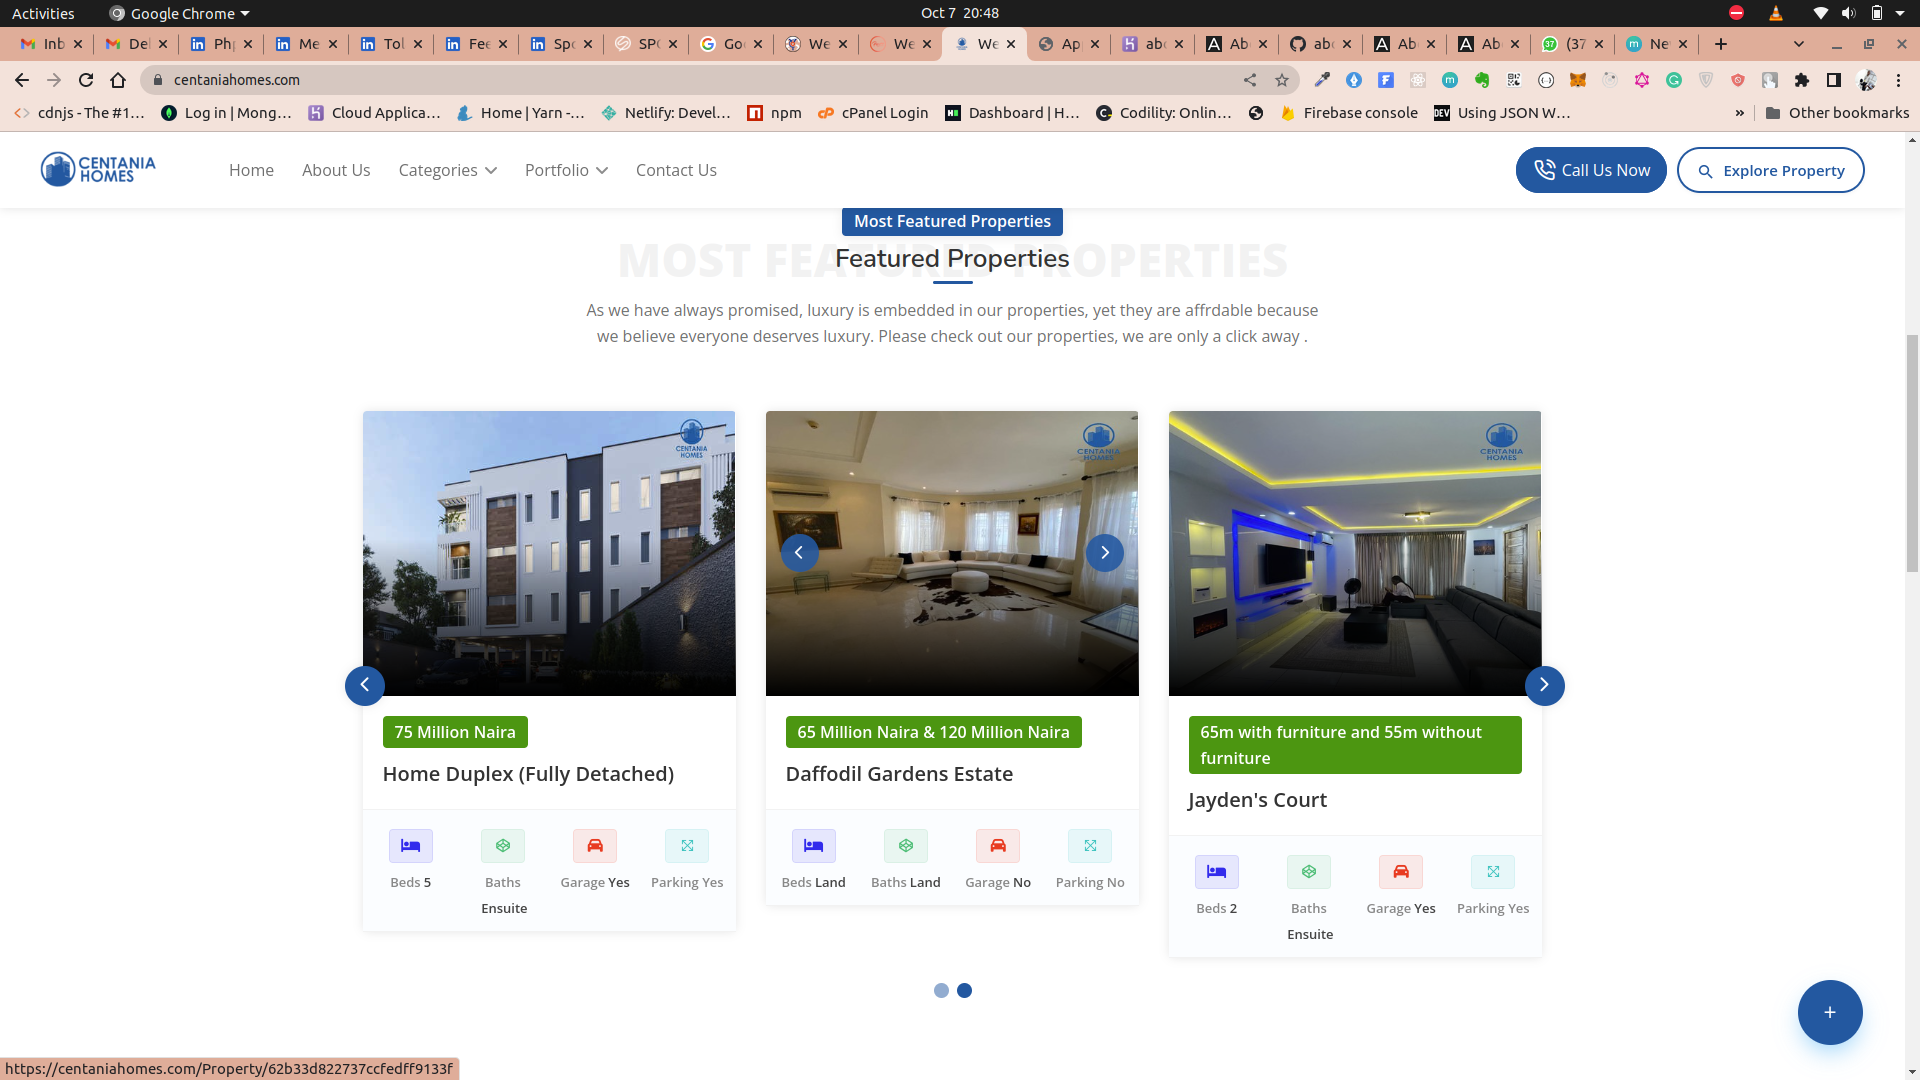 Activities
Google Chrome
Oct 7 20:48
Inb
Del
Ph
Me
Tol
Fee
Spo
SPO
Go
We
We
We
Ap
abc
Ab
ab
Ab
Ab
(37
Ne
centaniahomes.com
cdnjs - The #1...
Log in | Mong...
Cloud Applica...
Home | Yarn -...
Netlify: Devel...
npm
cPanel Login
Dashboard | H...
Codility: Onlin...
Firebase console
Using JSON W...
»
Other bookmarks
CENTANIA
HOMES
Home
About Us
Categories
Portfolio
Contact Us
Call Us Now
Explore Property
Most Featured Properties
MOST FEATURED PROPERTIES
Featured Properties
As we have always promised, luxury is embedded in our properties, yet they are affrdable because
we believe everyone deserves luxury. Please check out our properties, we are only a click away .
CENTANIA
HOMES
CENTANIA
HOMES
CENTANIA
HOMES
75 Million Naira
Home Duplex (Fully Detached)
Beds 5
Baths
Ensuite
Garage Yes
Parking Yes
65 Million Naira & 120 Million Naira
Daffodil Gardens Estate
Beds Land
Baths Land
Garage No
Parking No
65m with furniture and 55m without
furniture
Jayden's Court
Beds 2
Baths
Ensuite
Garage Yes
Parking Yes
+
https://centaniahomes.com/Property/62b33d822737ccfedff9133f